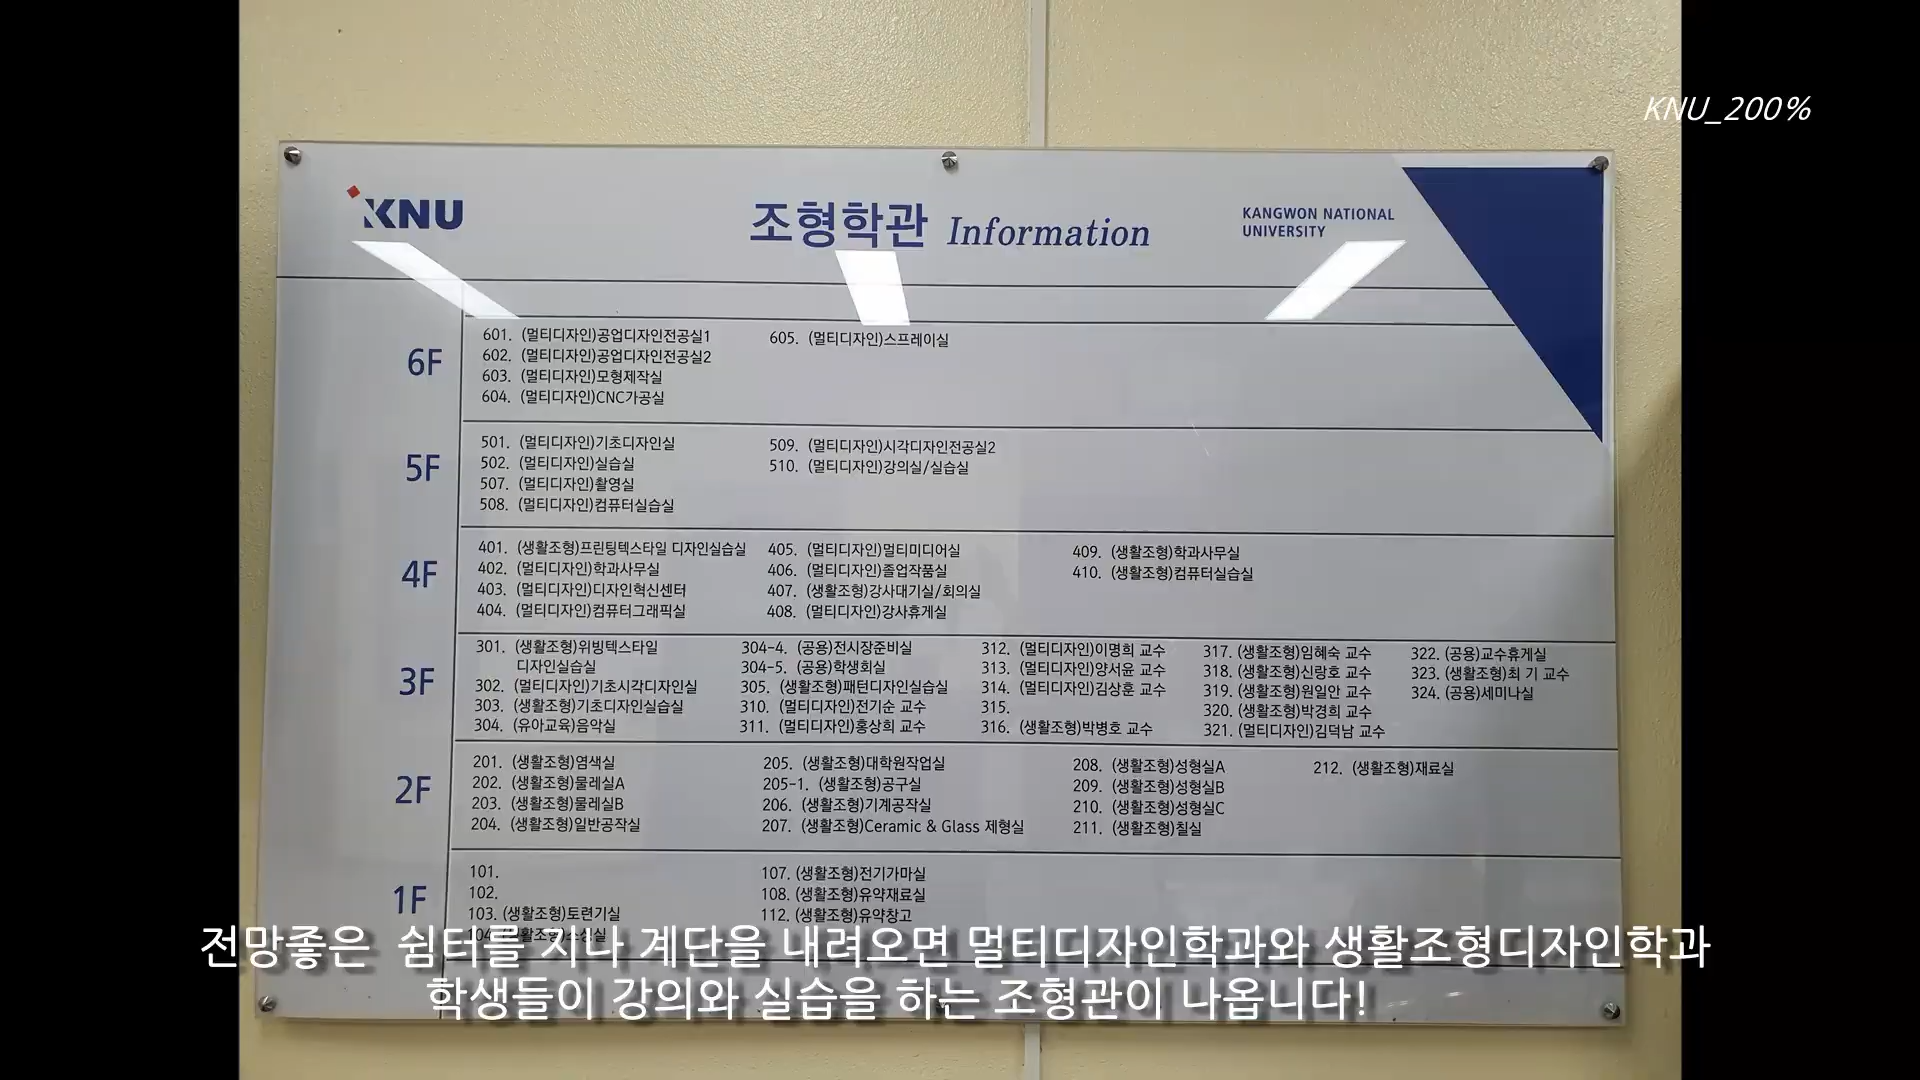 KNU_200%
KNU
조형학관 Information
KANGWON NATIONAL
UNIVERSITY
6F
601. (멀티디자인)공업디자인전공실1
602. (멀티디자인)공업디자인전공실2
603. (멀티디자인)모형제작실
604. (멀티디자인)CNC가공실
605. (멀티디자인)스프레이실
5F
501. (멀티디자인)기초디자인실
502. (멀티디자인)실습실
507. (멀티디자인)촬영실
508. (멀티디자인)컴퓨터실습실
509. (멀티디자인)시각디자인전공실2
510. (멀티디자인)강의실/실습실
4F
401. (생활조형)프린팅텍스타일 디자인실습실
402. (멀티디자인)학과사무실
403. (멀티디자인)디자인혁신센터
404. (멀티디자인)컴퓨터그래픽실
405. (멀티디자인)멀티미디어실
406. (멀티디자인)졸업작품실
407. (생활조형)강사대기실/회의실
408. (멀티디자인)강사휴게실
409. (생활조형)학과사무실
410. (생활조형)컴퓨터실습실
3F
301. (생활조형)위빙텍스타일
디자인실습실
302. (멀티디자인)기초시각디자인실
303. (생활조형)기초디자인실습실
304. (유아교육)음악실
304-4. (공용)전시장준비실
304-5. (공용)학생회실
305. (생활조형)패턴디자인실습실
310. (멀티디자인)전기순 교수
311. (멀티디자인)홍상희 교수
312. (멀티디자인)이명희 교수
313. (멀티디자인)양서윤 교수
314. (멀티디자인)김상훈 교수
315.
316. (생활조형)박병호 교수
317. (생활조형)임혜숙 교수
318. (생활조형)신랑호 교수
319. (생활조형)원일안 교수
320. (생활조형)박경희 교수
321. (멀티디자인)김덕남 교수
322. (공용)교수휴게실
323. (생활조형)최 기 교수
324. (공용)세미나실
2F
201. (생활조형)염색실
202. (생활조형)물레실A
203. (생활조형)물레실B
204. (생활조형)일반공작실
205. (생활조형)대학원작업실
205-1. (생활조형)공구실
206. (생활조형)기계공작실
207. (생활조형)Ceramic & Glass 제형실
208. (생활조형)성형실A
209. (생활조형)성형실B
210. (생활조형)성형실C
211. (생활조형)칠실
212. (생활조형)재료실
1F
101.
102.
103. (생활조형)토련기실
107. (생활조형)전기가마실
108. (생활조형)유약재료실
112. (생활조형)유약창고
전망좋은 쉼터를 지나 계단을 내려오면 멀티디자인학과와 생활조형디자인학과
학생들이 강의와 실습을 하는 조형관이 나옵니다!